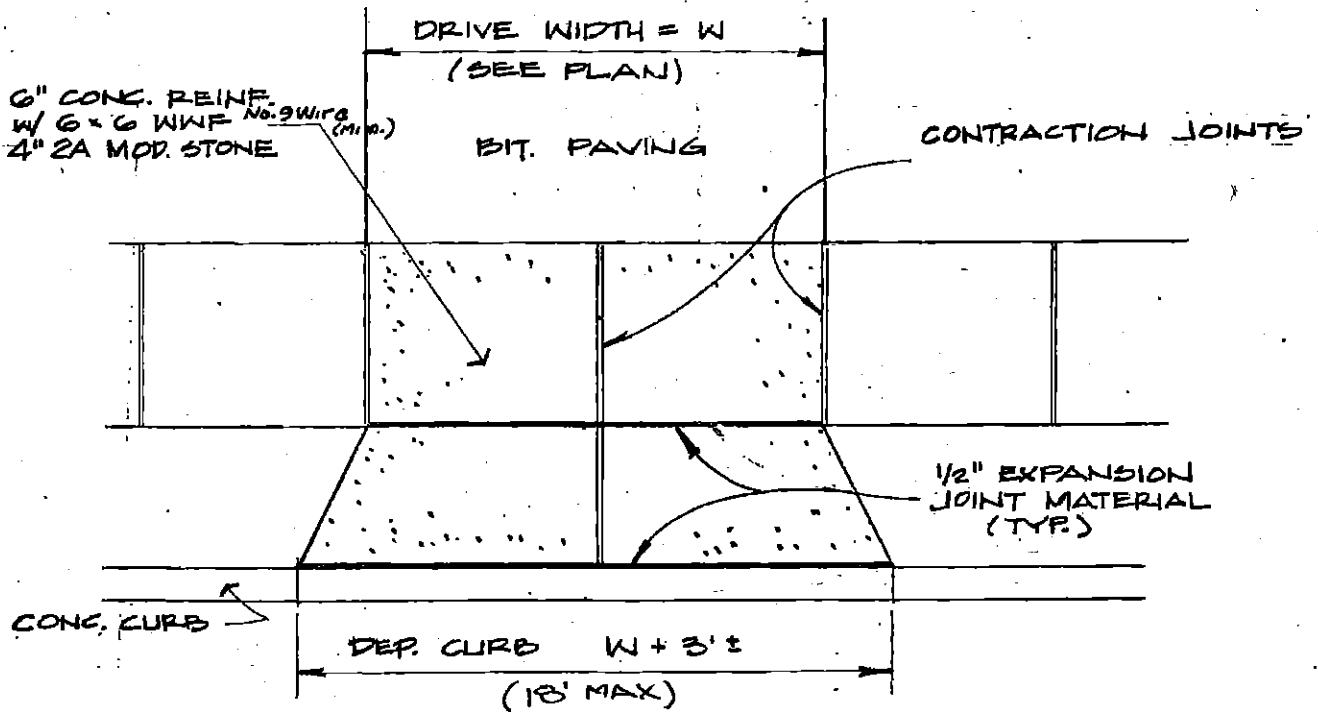 DRIVE WIDTH = W
(SEE PLAN)
6" CONC. REINF.
W/ 6 x 6 WWF No. 9 Wire (Min.)
4" 2A MOD. STONE
BIT. PAVING
CONTRACTION JOINTS
1/2" EXPANSION
JOINT MATERIAL
(TYP.)
CONC. CURB
DEP. CURB W + 3' ±
(18' MAX)